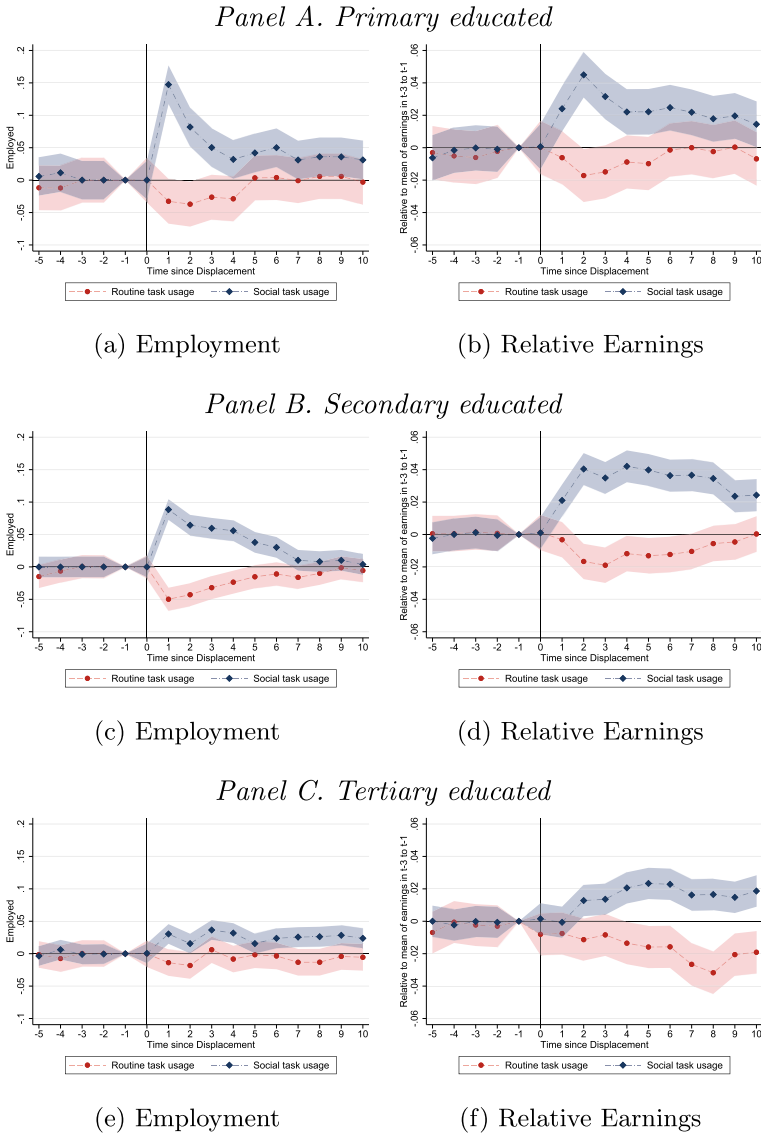 Panel A. Primary educated
Employed
.2
.15
.1
.05
0
-.05
-.1
-5 -4 -3 -2 -1 0 1 2 3 4 5 6 7 8 9 10
Time since Displacement
Routine task usage Social task usage
(a) Employment
Relative to mean of earnings in t-3 to t-1
.06
.04
.02
0
-.02
-.04
-.06
-5 -4 -3 -2 -1 0 1 2 3 4 5 6 7 8 9 10
Time since Displacement
Routine task usage Social task usage
(b) Relative Earnings
Panel B. Secondary educated
Employed
.2
.15
.1
.05
0
-.05
-.1
-5 -4 -3 -2 -1 0 1 2 3 4 5 6 7 8 9 10
Time since Displacement
Routine task usage Social task usage
(c) Employment
Relative to mean of earnings in t-3 to t-1
.06
.04
.02
0
-.02
-.04
-.06
-5 -4 -3 -2 -1 0 1 2 3 4 5 6 7 8 9 10
Time since Displacement
Routine task usage Social task usage
(d) Relative Earnings
Panel C. Tertiary educated
Employed
.2
.15
.1
.05
0
-.05
-.1
-5 -4 -3 -2 -1 0 1 2 3 4 5 6 7 8 9 10
Time since Displacement
Routine task usage Social task usage
(e) Employment
Relative to mean of earnings in t-3 to t-1
.06
.04
.02
0
-.02
-.04
-.06
-5 -4 -3 -2 -1 0 1 2 3 4 5 6 7 8 9 10
Time since Displacement
Routine task usage Social task usage
(f) Relative Earnings